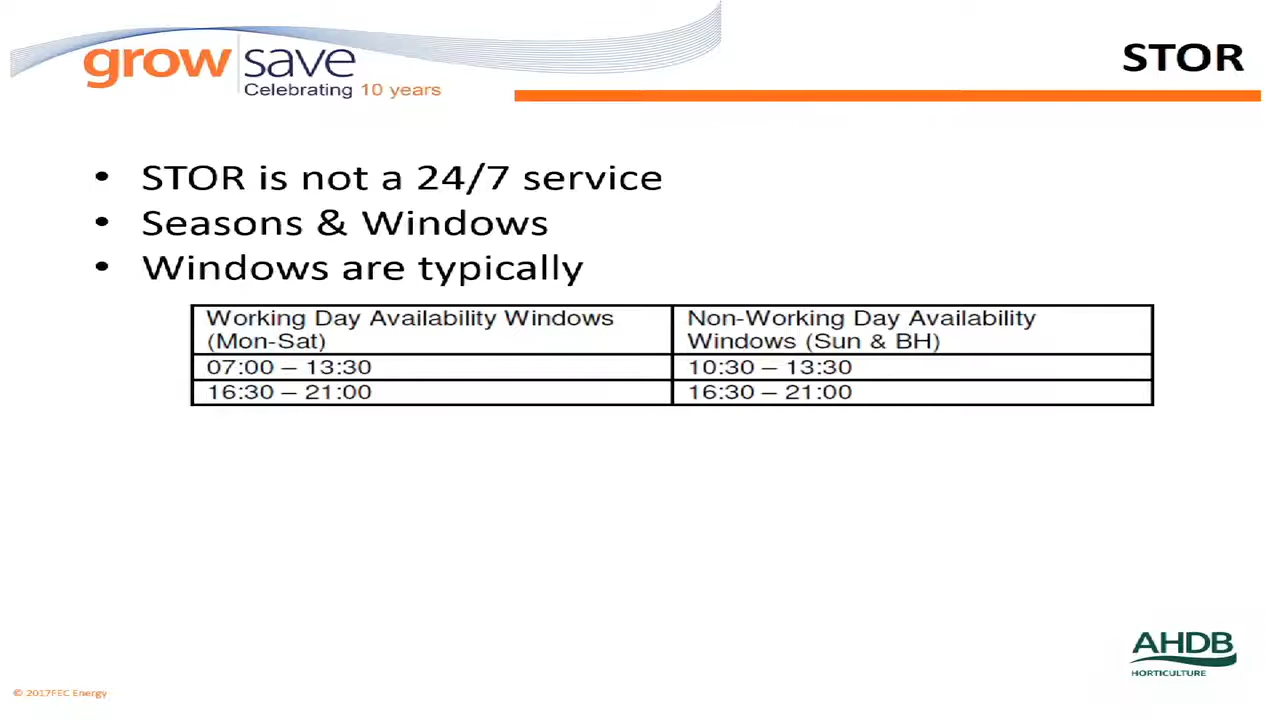 grow save
STOR
Celebrating 10 years
• STOR is not a 24/7 service
• Seasons & Windows
• Windows are typically
Working Day Availability Windows (Mon-Sat)
Non-Working Day Availability Windows (Sun & BH)
07:00 – 13:30
10:30 – 13:30
16:30 – 21:00
16:30 – 21:00
AHDB
HORTICULTURE
© 2017FEC Energy